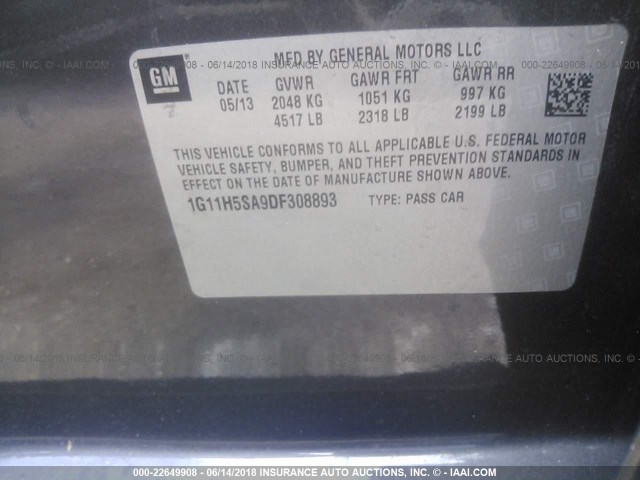 MFD BY GENERAL MOTORS LLC
GM
DATE GVWR GAWR FRT GAWR RR
05/13 2048 KG 1051 KG 997 KG
4517 LB 2318 LB 2199 LB
THIS VEHICLE CONFORMS TO ALL APPLICABLE U.S. FEDERAL MOTOR
VEHICLE SAFETY, BUMPER, AND THEFT PREVENTION STANDARDS IN
EFFECT ON THE DATE OF MANUFACTURE SHOWN ABOVE.
1G11H5SA9DF308893 TYPE: PASS CAR
000-22649908 - 06/14/2018 INSURANCE AUTO AUCTIONS - © - IAAI.COM